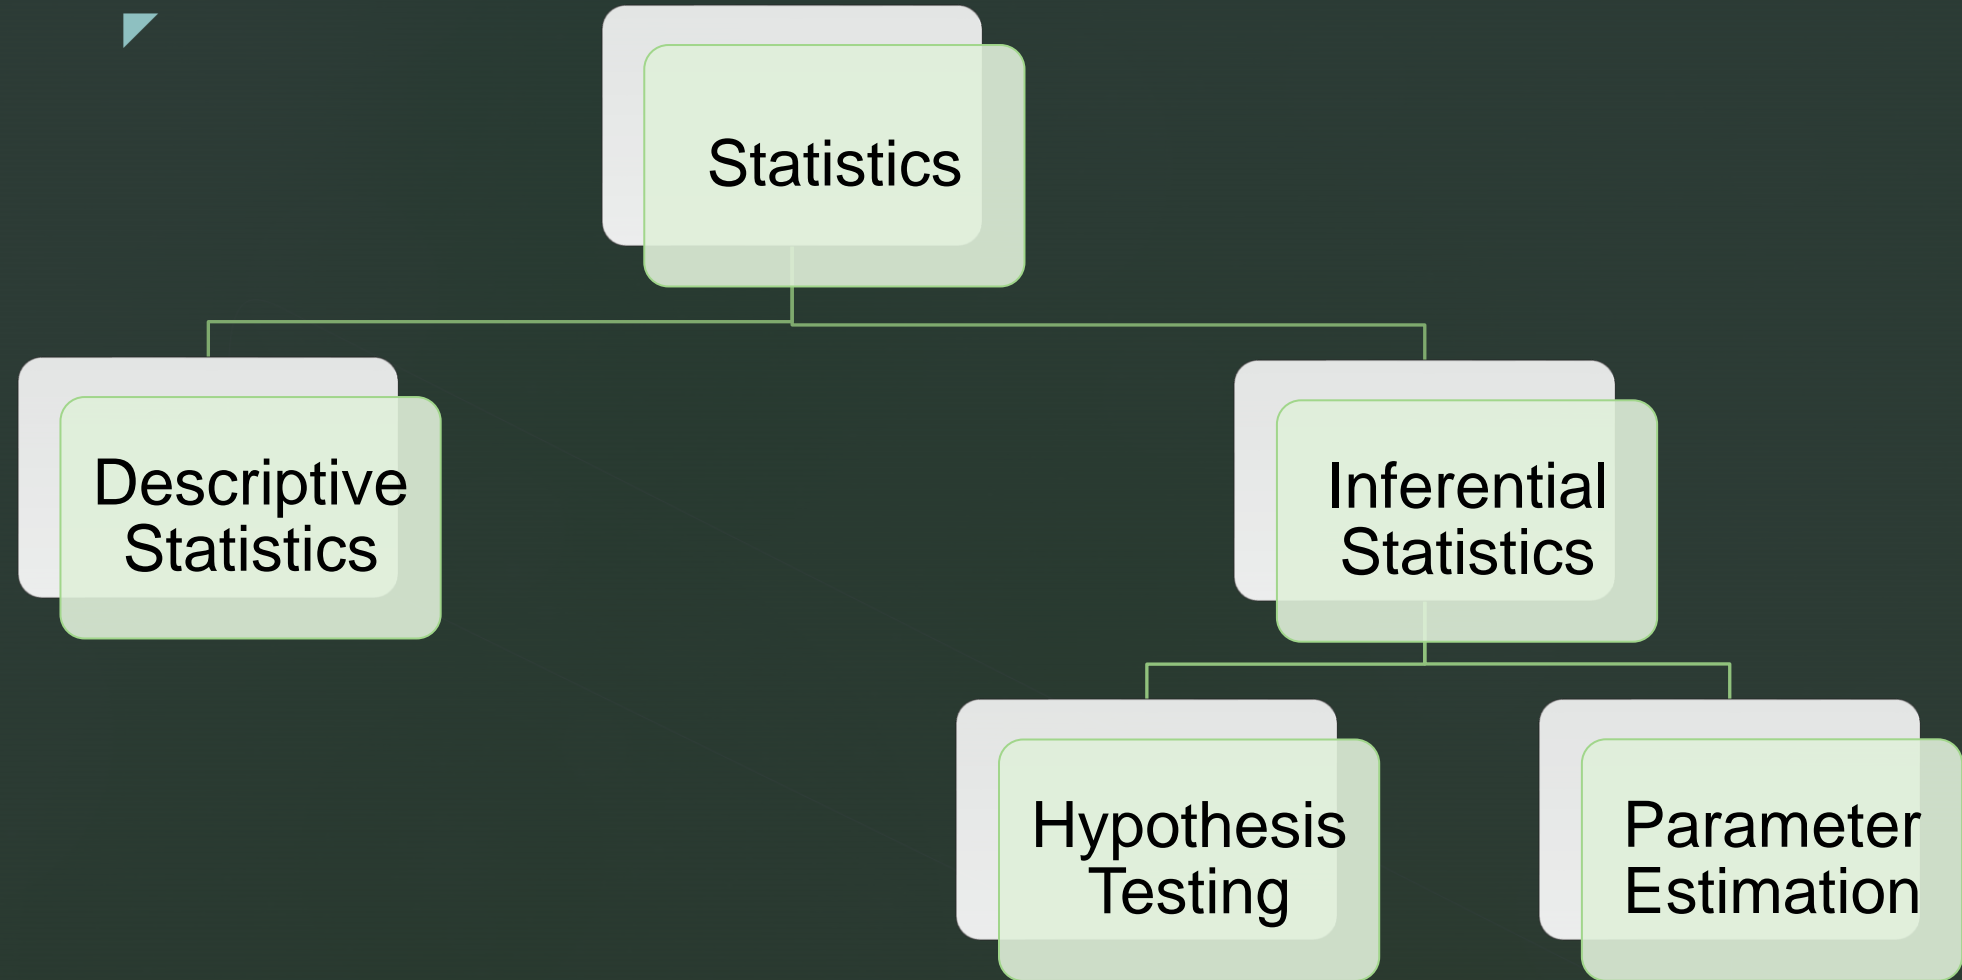 Statistics
Descriptive
Statistics
Inferential
Statistics
Hypothesis
Testing
Parameter
Estimation